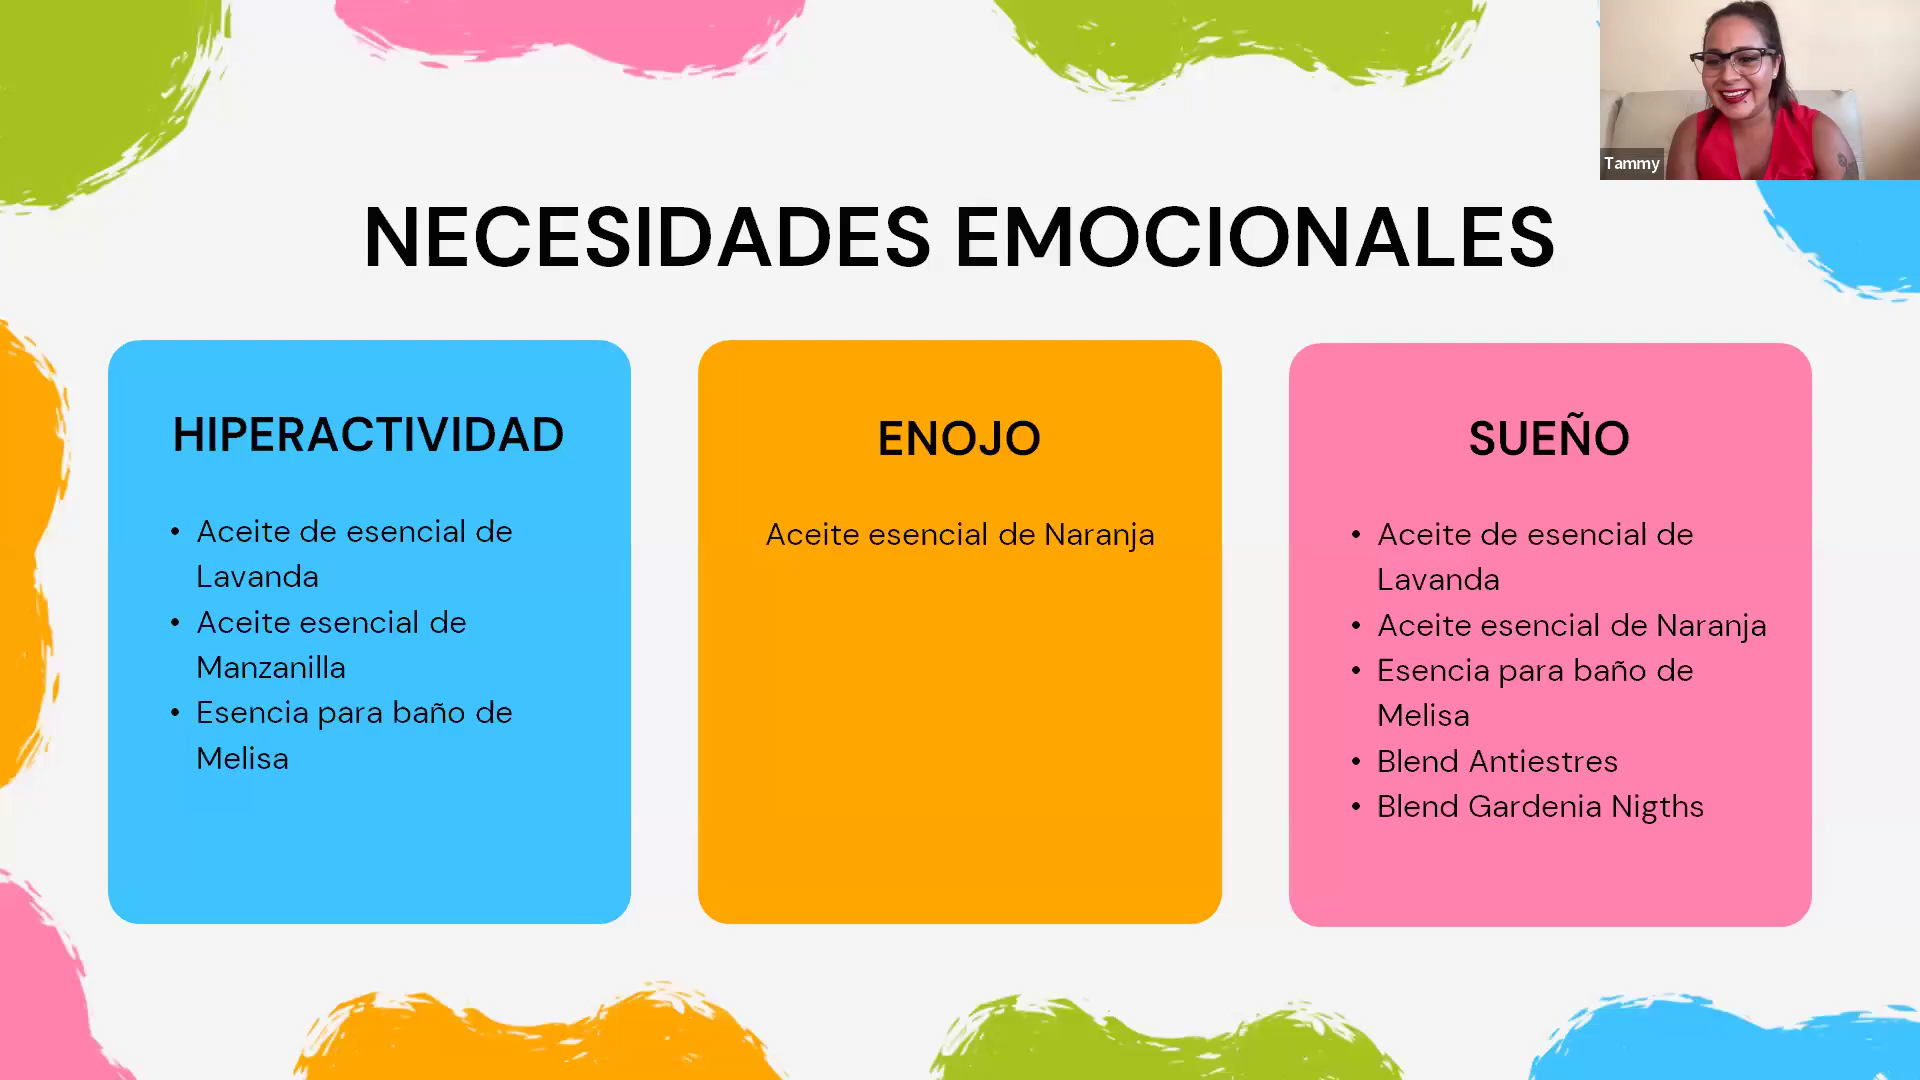 Tammy
NECESIDADES EMOCIONALES
HIPERACTIVIDAD
• Aceite de esencial de
Lavanda
• Aceite esencial de
Manzanilla
• Esencia para baño de
Melisa
ENOJO
Aceite esencial de Naranja
SUEÑO
• Aceite de esencial de
Lavanda
• Aceite esencial de Naranja
• Esencia para baño de
Melisa
• Blend Antiestres
• Blend Gardenia Nigths